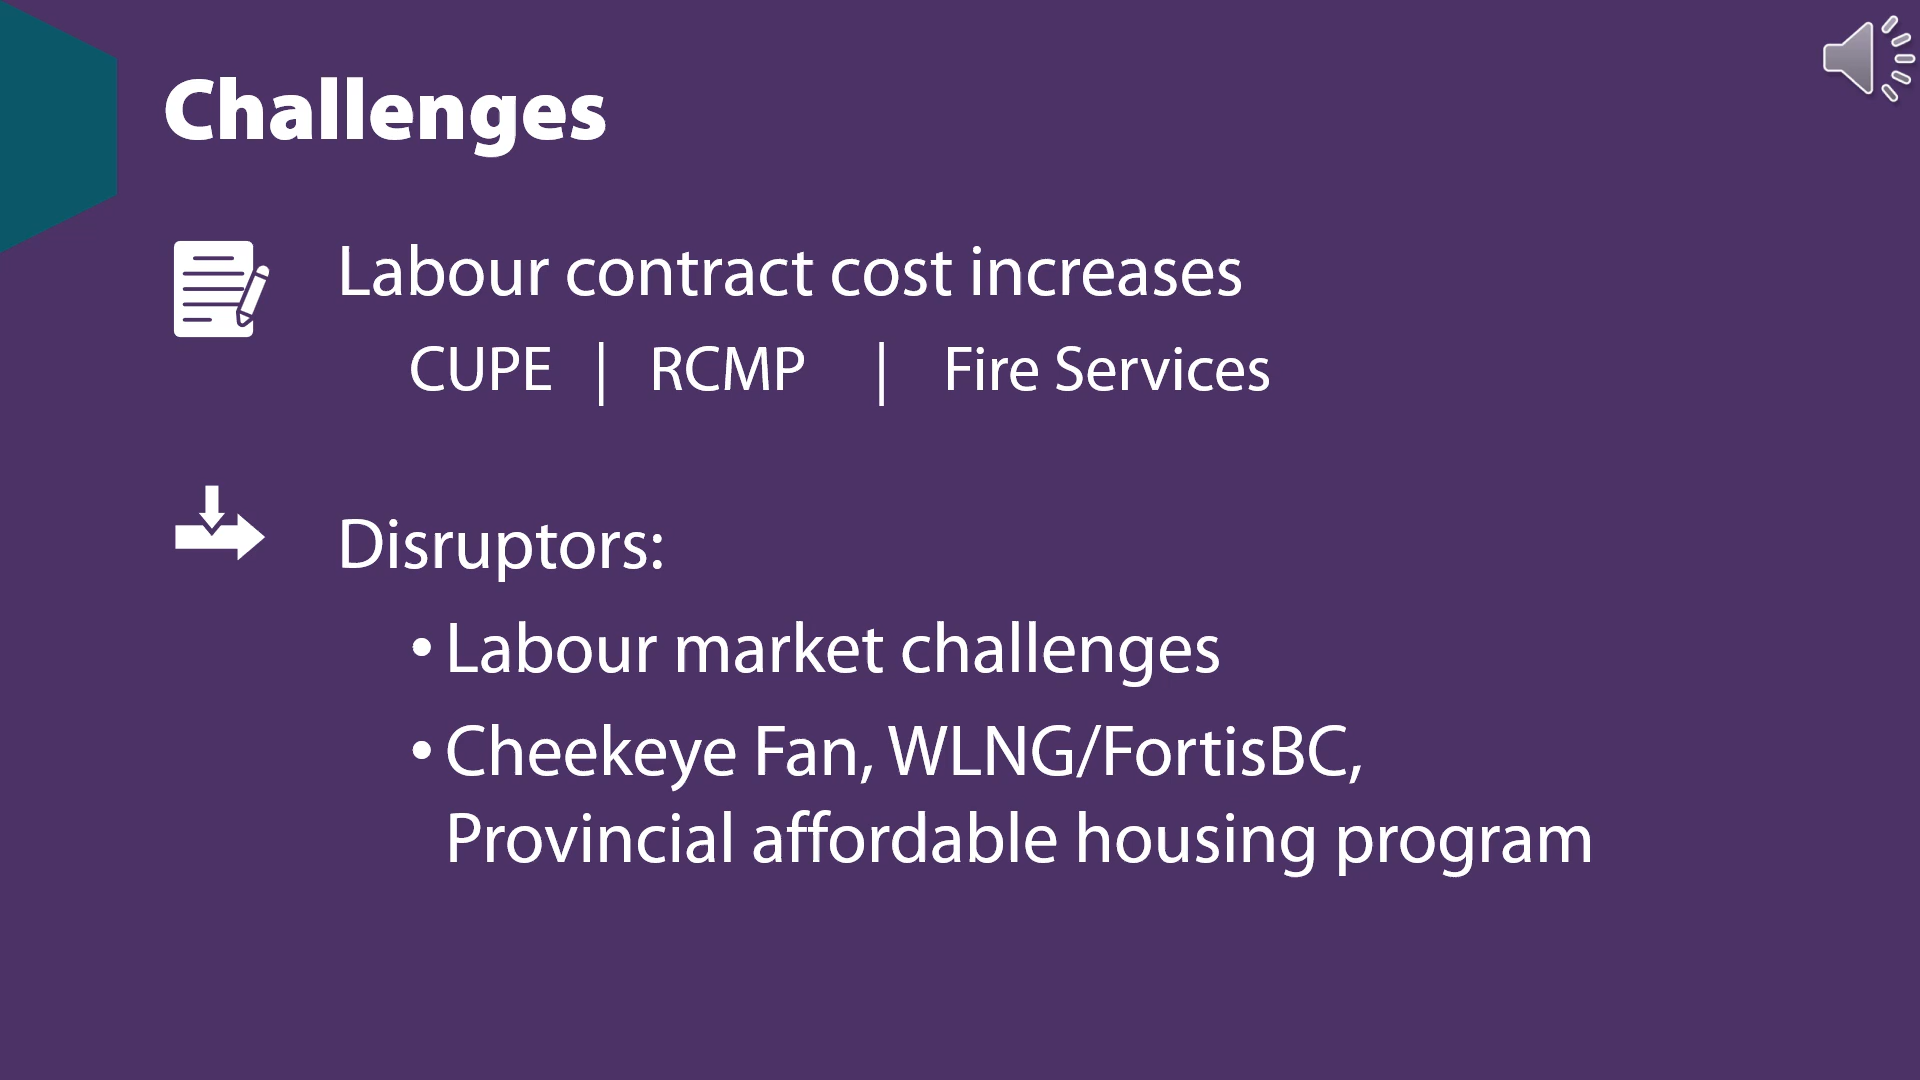 Challenges
Labour contract cost increases
CUPE | RCMP | Fire Services
Disruptors:
• Labour market challenges
• Cheekeye Fan, WLNG/FortisBC,
Provincial affordable housing program